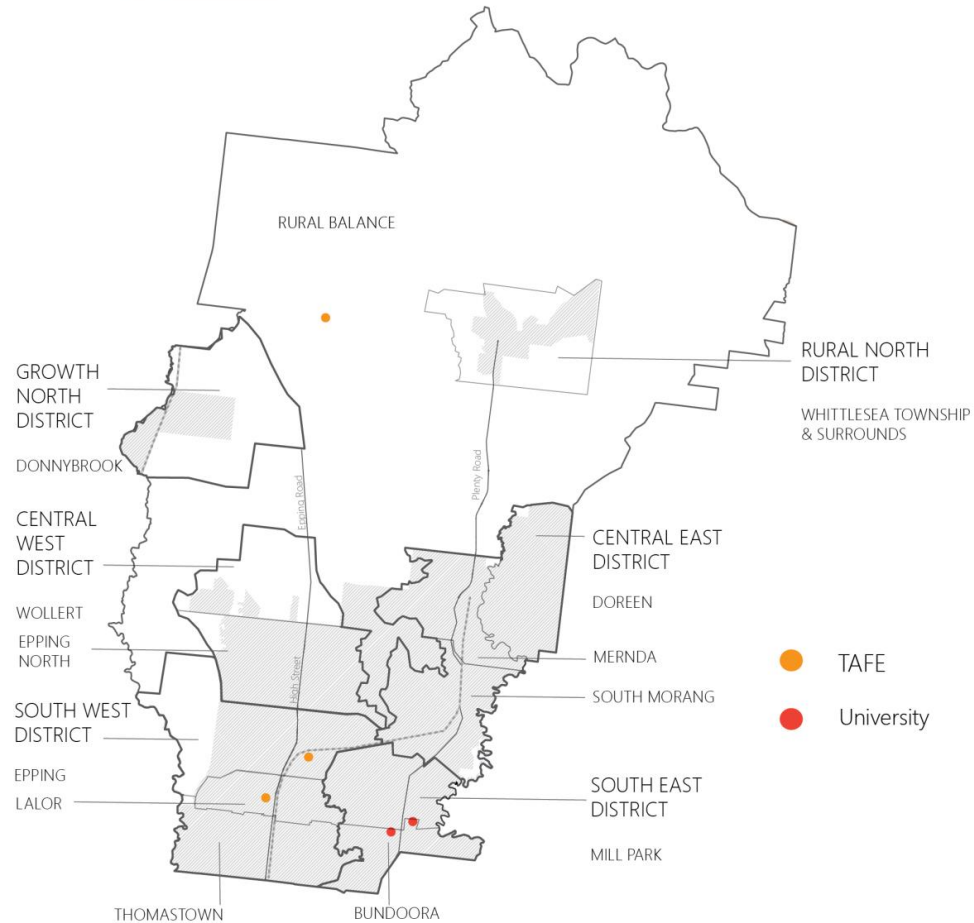 RURAL BALANCE
GROWTH
NORTH
DISTRICT
DONNYBROOK
RURAL NORTH
DISTRICT
WHITTLESEA TOWNSHIP
& SURROUNDS
Epping Road
Plenty Road
CENTRAL
WEST
DISTRICT
WOLLERT
EPPING
NORTH
CENTRAL EAST
DISTRICT
DOREEN
MERNDA
SOUTH MORANG
TAFE
University
High Street
SOUTH WEST
DISTRICT
EPPING
LALOR
SOUTH EAST
DISTRICT
MILL PARK
THOMASTOWN
BUNDOORA